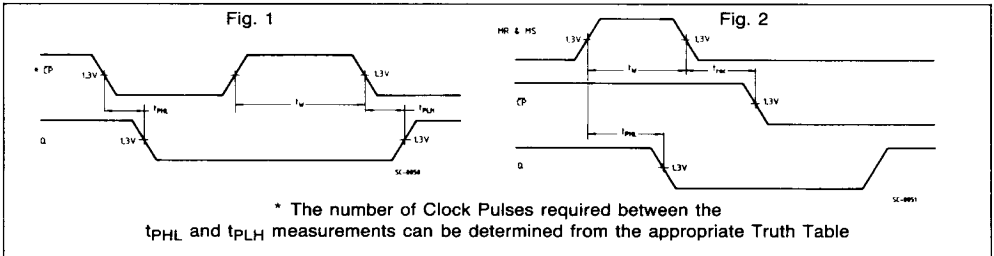 Fig. 1
* CP
1.3V
1.3V
tPHL
tW
1.3V
tPLH
Q
1.3V
1.3V
SC-0050
Fig. 2
MR & MS
1.3V
1.3V
tW
trec
CP
1.3V
tPHL
Q
1.3V
SC-0051
* The number of Clock Pulses required between the
tPHL and tPLH measurements can be determined from the appropriate Truth Table